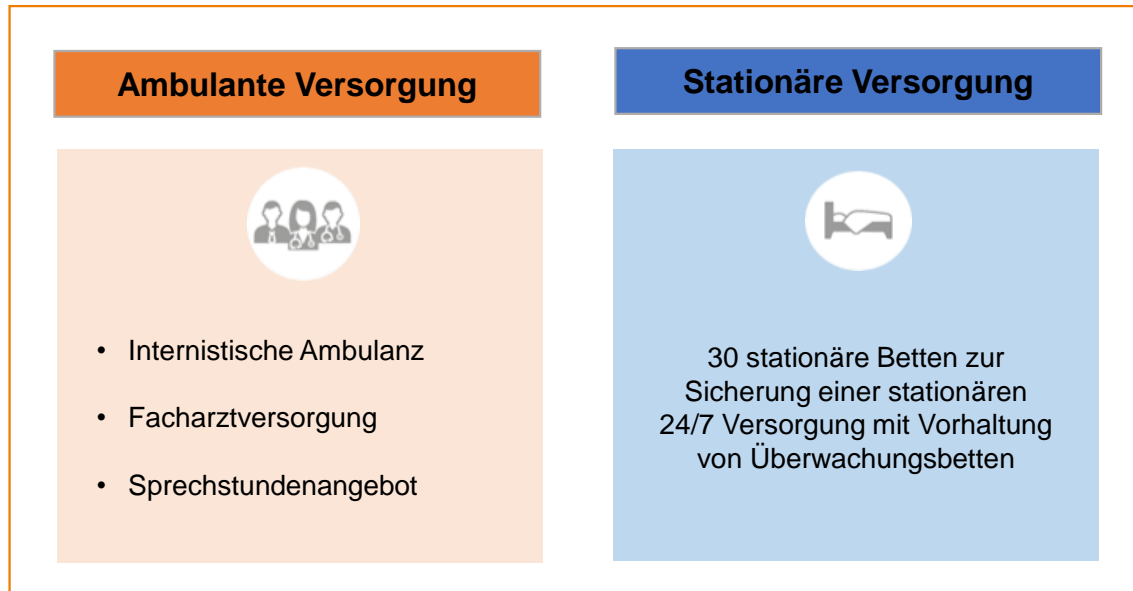 Ambulante Versorgung
• Internistische Ambulanz
• Facharztversorgung
• Sprechstundenangebot
Stationäre Versorgung
30 stationäre Betten zur
Sicherung einer stationären
24/7 Versorgung mit Vorhaltung
von Überwachungsbetten